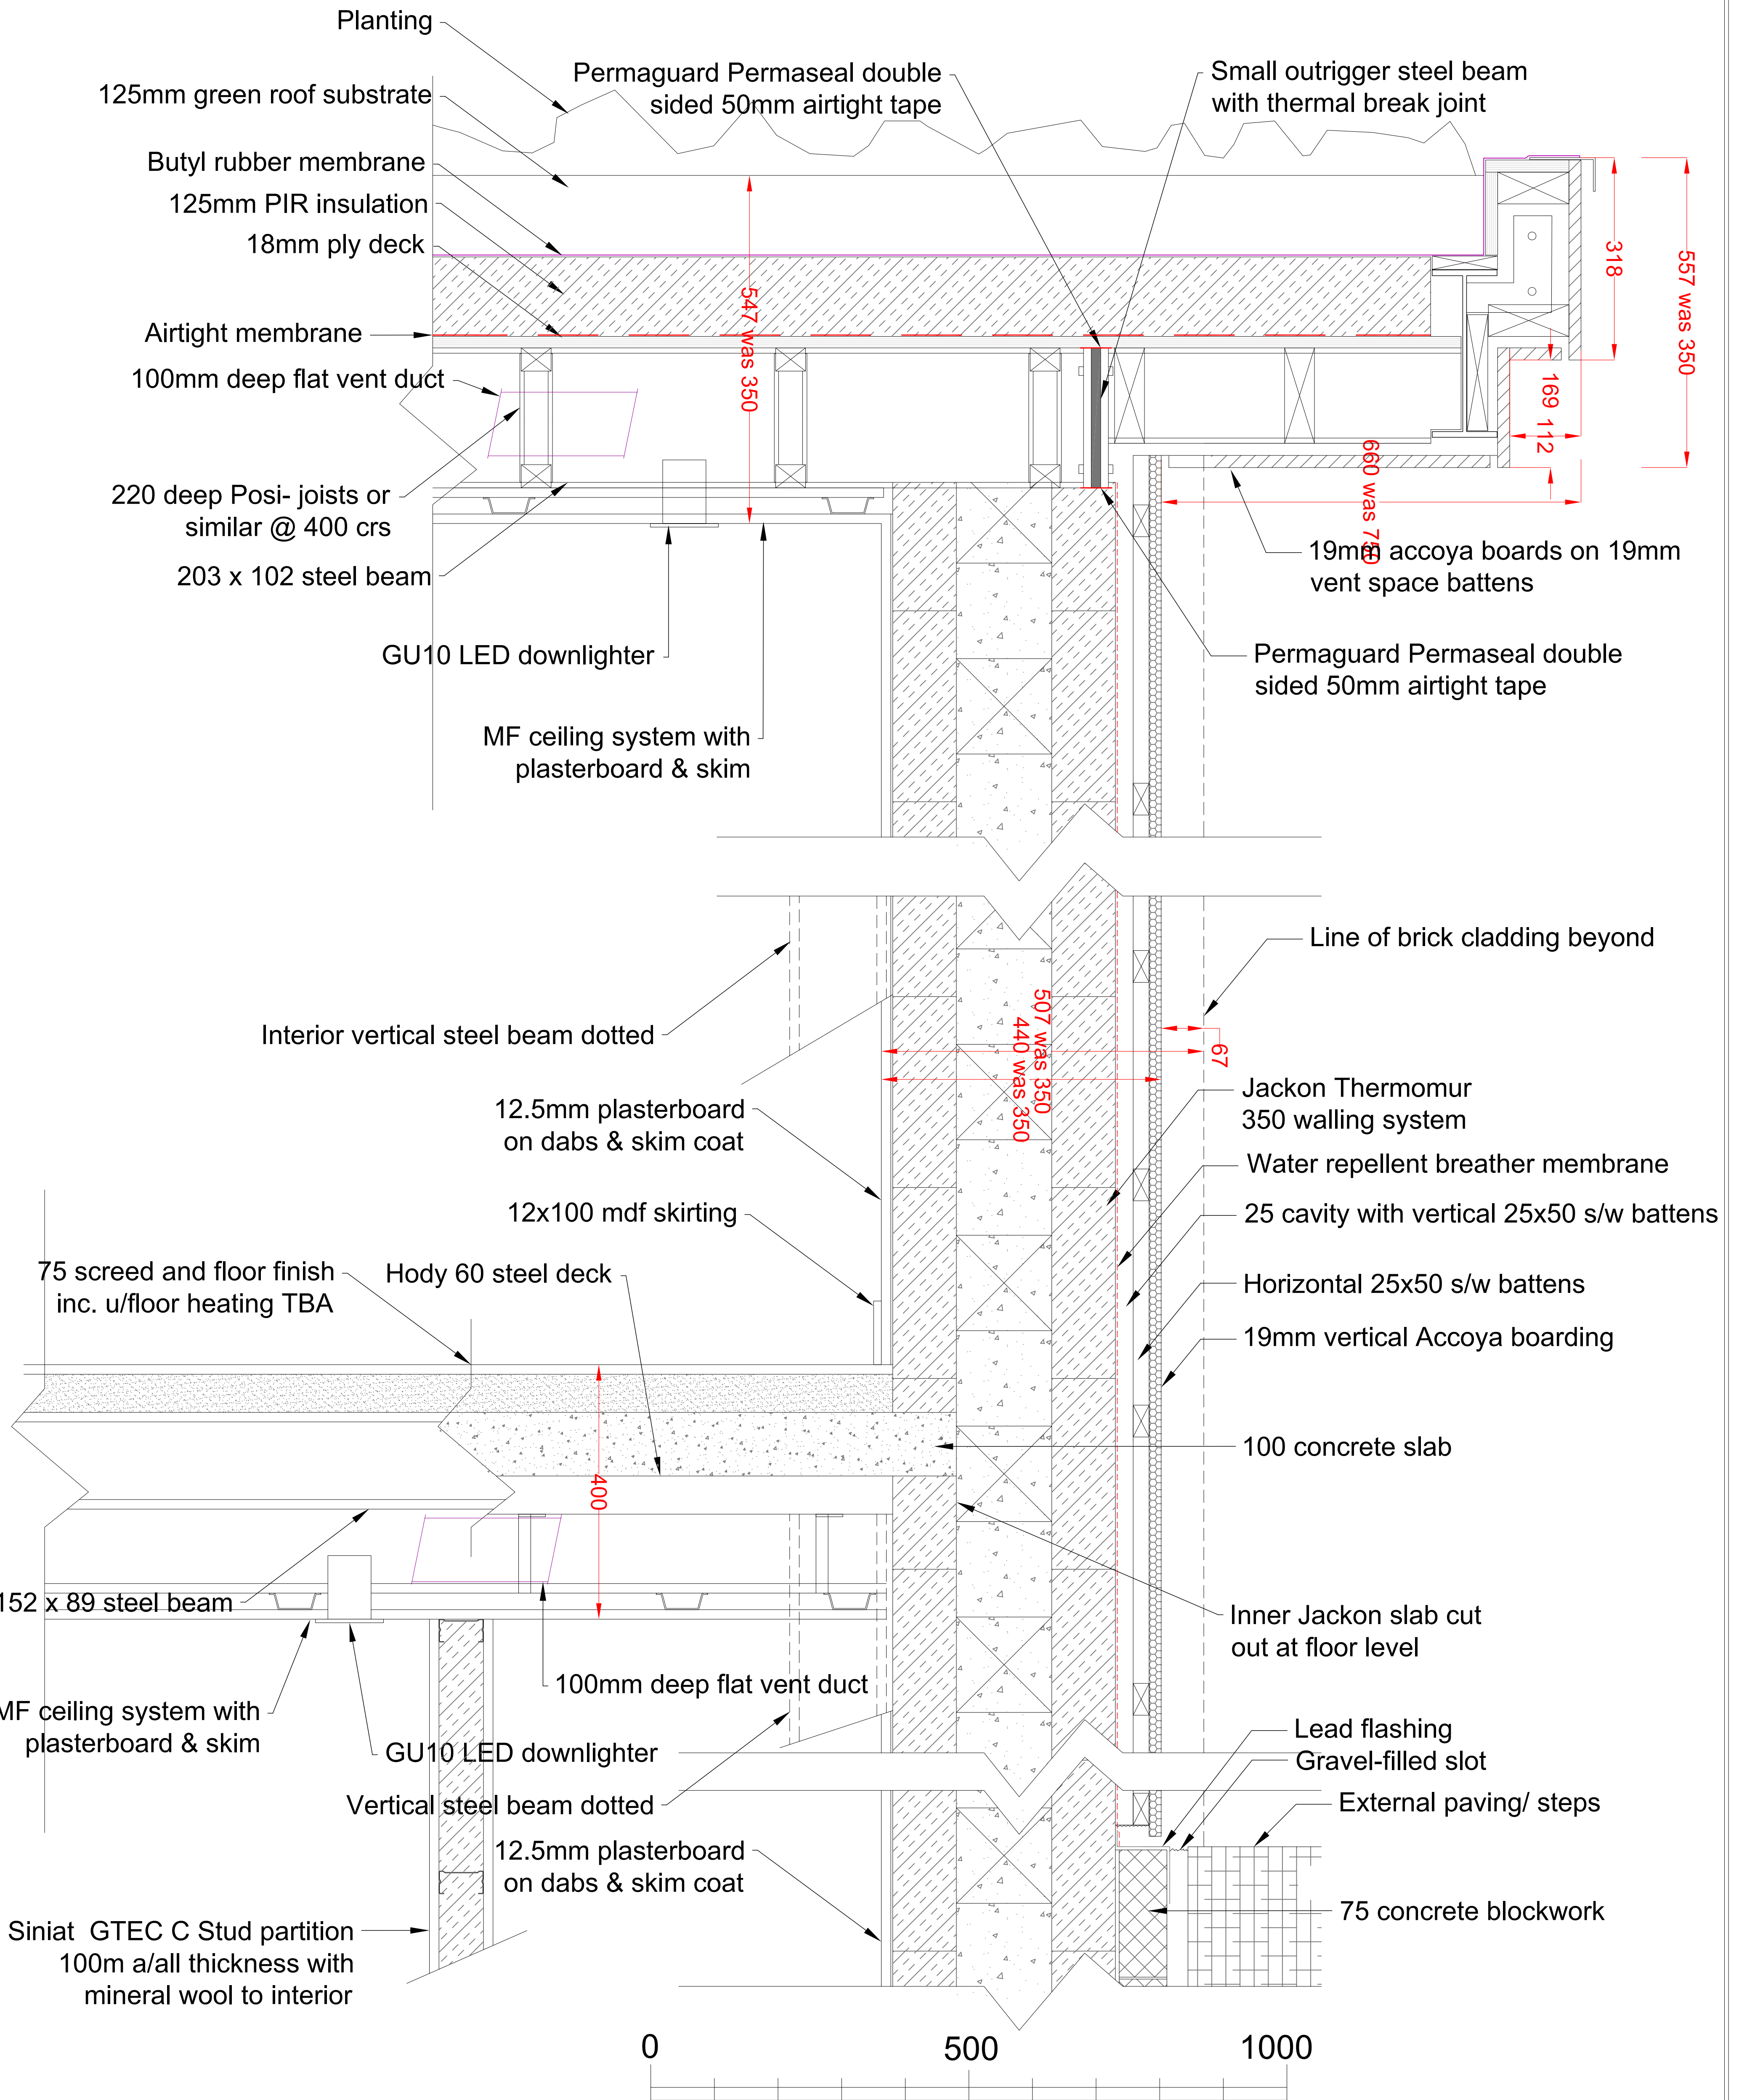 Planting
Permaguard Permaseal double
sided 50mm airtight tape
Small outrigger steel beam
with thermal break joint
125mm green roof substrate
Butyl rubber membrane
125mm PIR insulation
18mm ply deck
Airtight membrane
100mm deep flat vent duct
220 deep Posi- joists or
similar @ 400 crs
203 x 102 steel beam
547 was 350
318
557 was 350
169
112
660 was 750
19mm accoya boards on 19mm
vent space battens
GU10 LED downlighter
Permaguard Permaseal double
sided 50mm airtight tape
MF ceiling system with
plasterboard & skim
Line of brick cladding beyond
Interior vertical steel beam dotted
507 was 350
440 was 350
67
12.5mm plasterboard
on dabs & skim coat
Jackon Thermomur
350 walling system
Water repellent breather membrane
12x100 mdf skirting
25 cavity with vertical 25x50 s/w battens
75 screed and floor finish
inc. u/floor heating TBA
Hody 60 steel deck
Horizontal 25x50 s/w battens
19mm vertical Accoya boarding
100 concrete slab
400
152 x 89 steel beam
Inner Jackon slab cut
out at floor level
100mm deep flat vent duct
MF ceiling system with
plasterboard & skim
GU10 LED downlighter
Lead flashing
Gravel-filled slot
Vertical steel beam dotted
External paving/ steps
12.5mm plasterboard
on dabs & skim coat
75 concrete blockwork
Siniat  GTEC C Stud partition
100m a/all thickness with
mineral wool to interior
0
500
1000